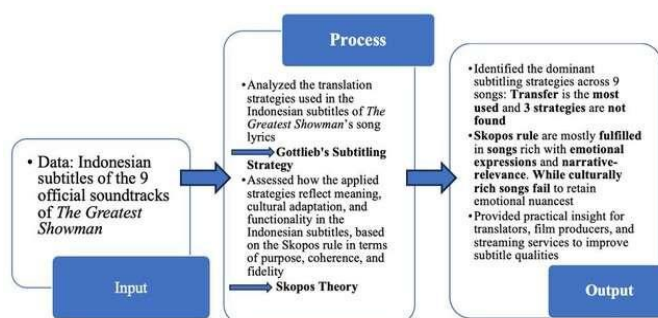 Process
•Analyzed the translation
strategies used in the
Indonesian subtitles of The
Greatest Showman's song
lyrics
Gottlieb's Subtitling
Strategy
•Assessed how the applied
strategies reflect meaning,
cultural adaptation, and
functionality in the
Indonesian subtitles, based
on the Skopos rule in terms
of purpose, coherence, and
fidelity
Skopos Theory
• Data: Indonesian
subtitles of the 9
official soundtracks
of The Greatest
Showman
Input
•Identified the dominant
subtitling strategies across 9
songs: Transfer is the most
used and 3 strategies are not
found
•Skopos rule are mostly fulfilled
in songs rich with emotional
expressions and narrative-
relevance. While culturally
rich songs fail to retain
emotional nuancest
•Provided practical insight for
translators, film producers, and
streaming services to improve
subtitle qualities
Output